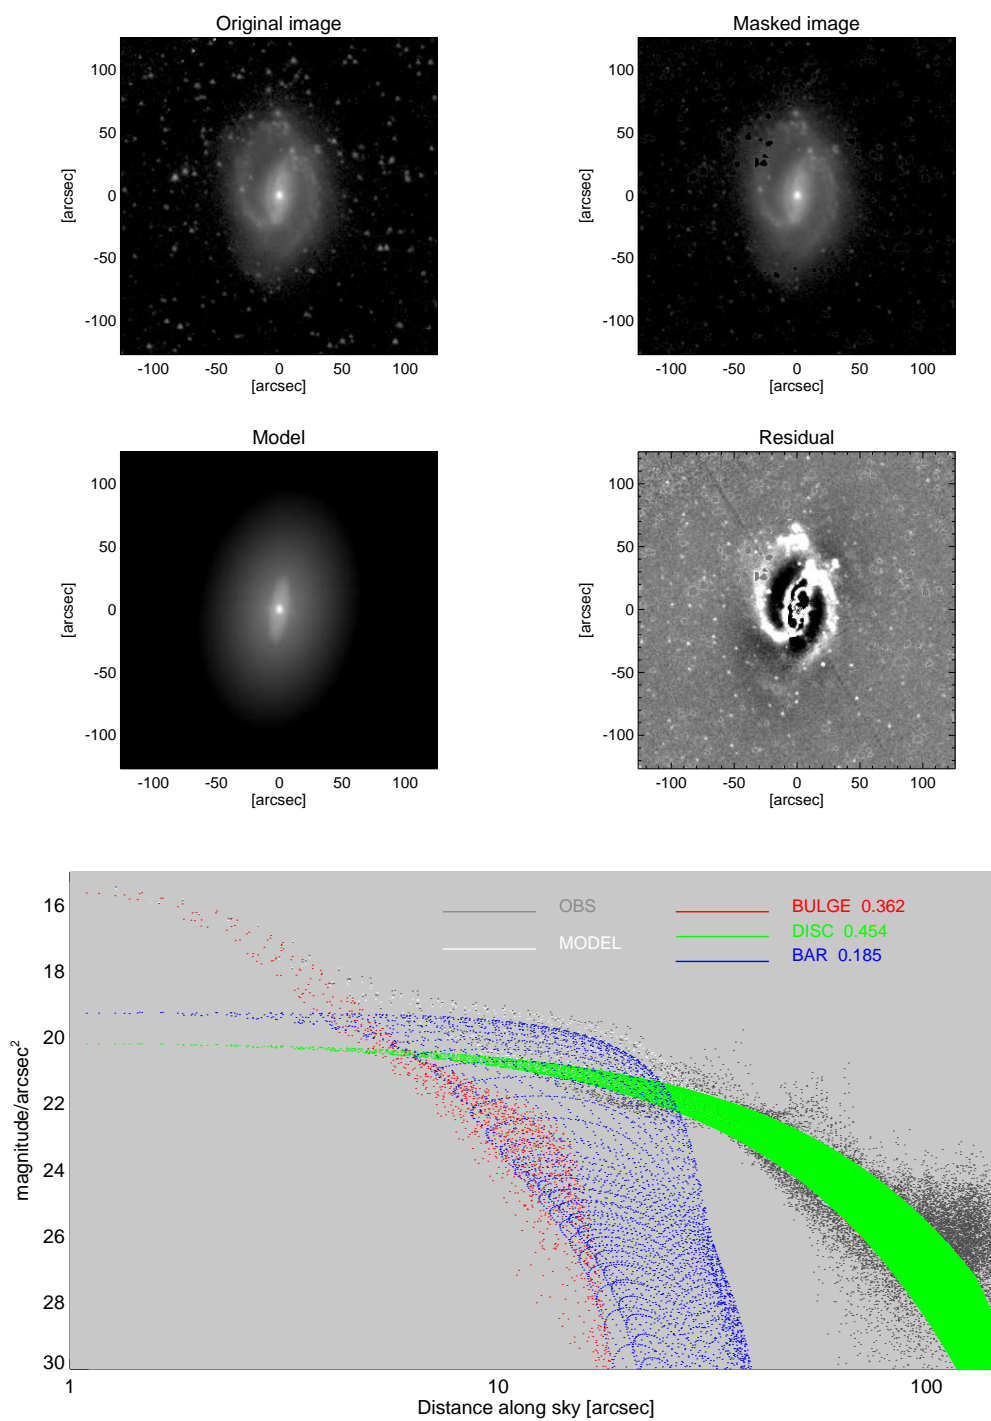 Original image
Masked image
[arcsec]
100
50
0
-50
-100
-100 -50 0 50 100
[arcsec]
[arcsec]
100
50
0
-50
-100
-100 -50 0 50 100
[arcsec]
Model
Residual
[arcsec]
100
50
0
-50
-100
-100 -50 0 50 100
[arcsec]
[arcsec]
100
50
0
-50
-100
-100 -50 0 50 100
[arcsec]
magnitude/arcsec²
16
18
20
22
24
26
28
30
OBS
MODEL
BULGE 0.362
DISC 0.454
BAR 0.185
1 10 100
Distance along sky [arcsec]